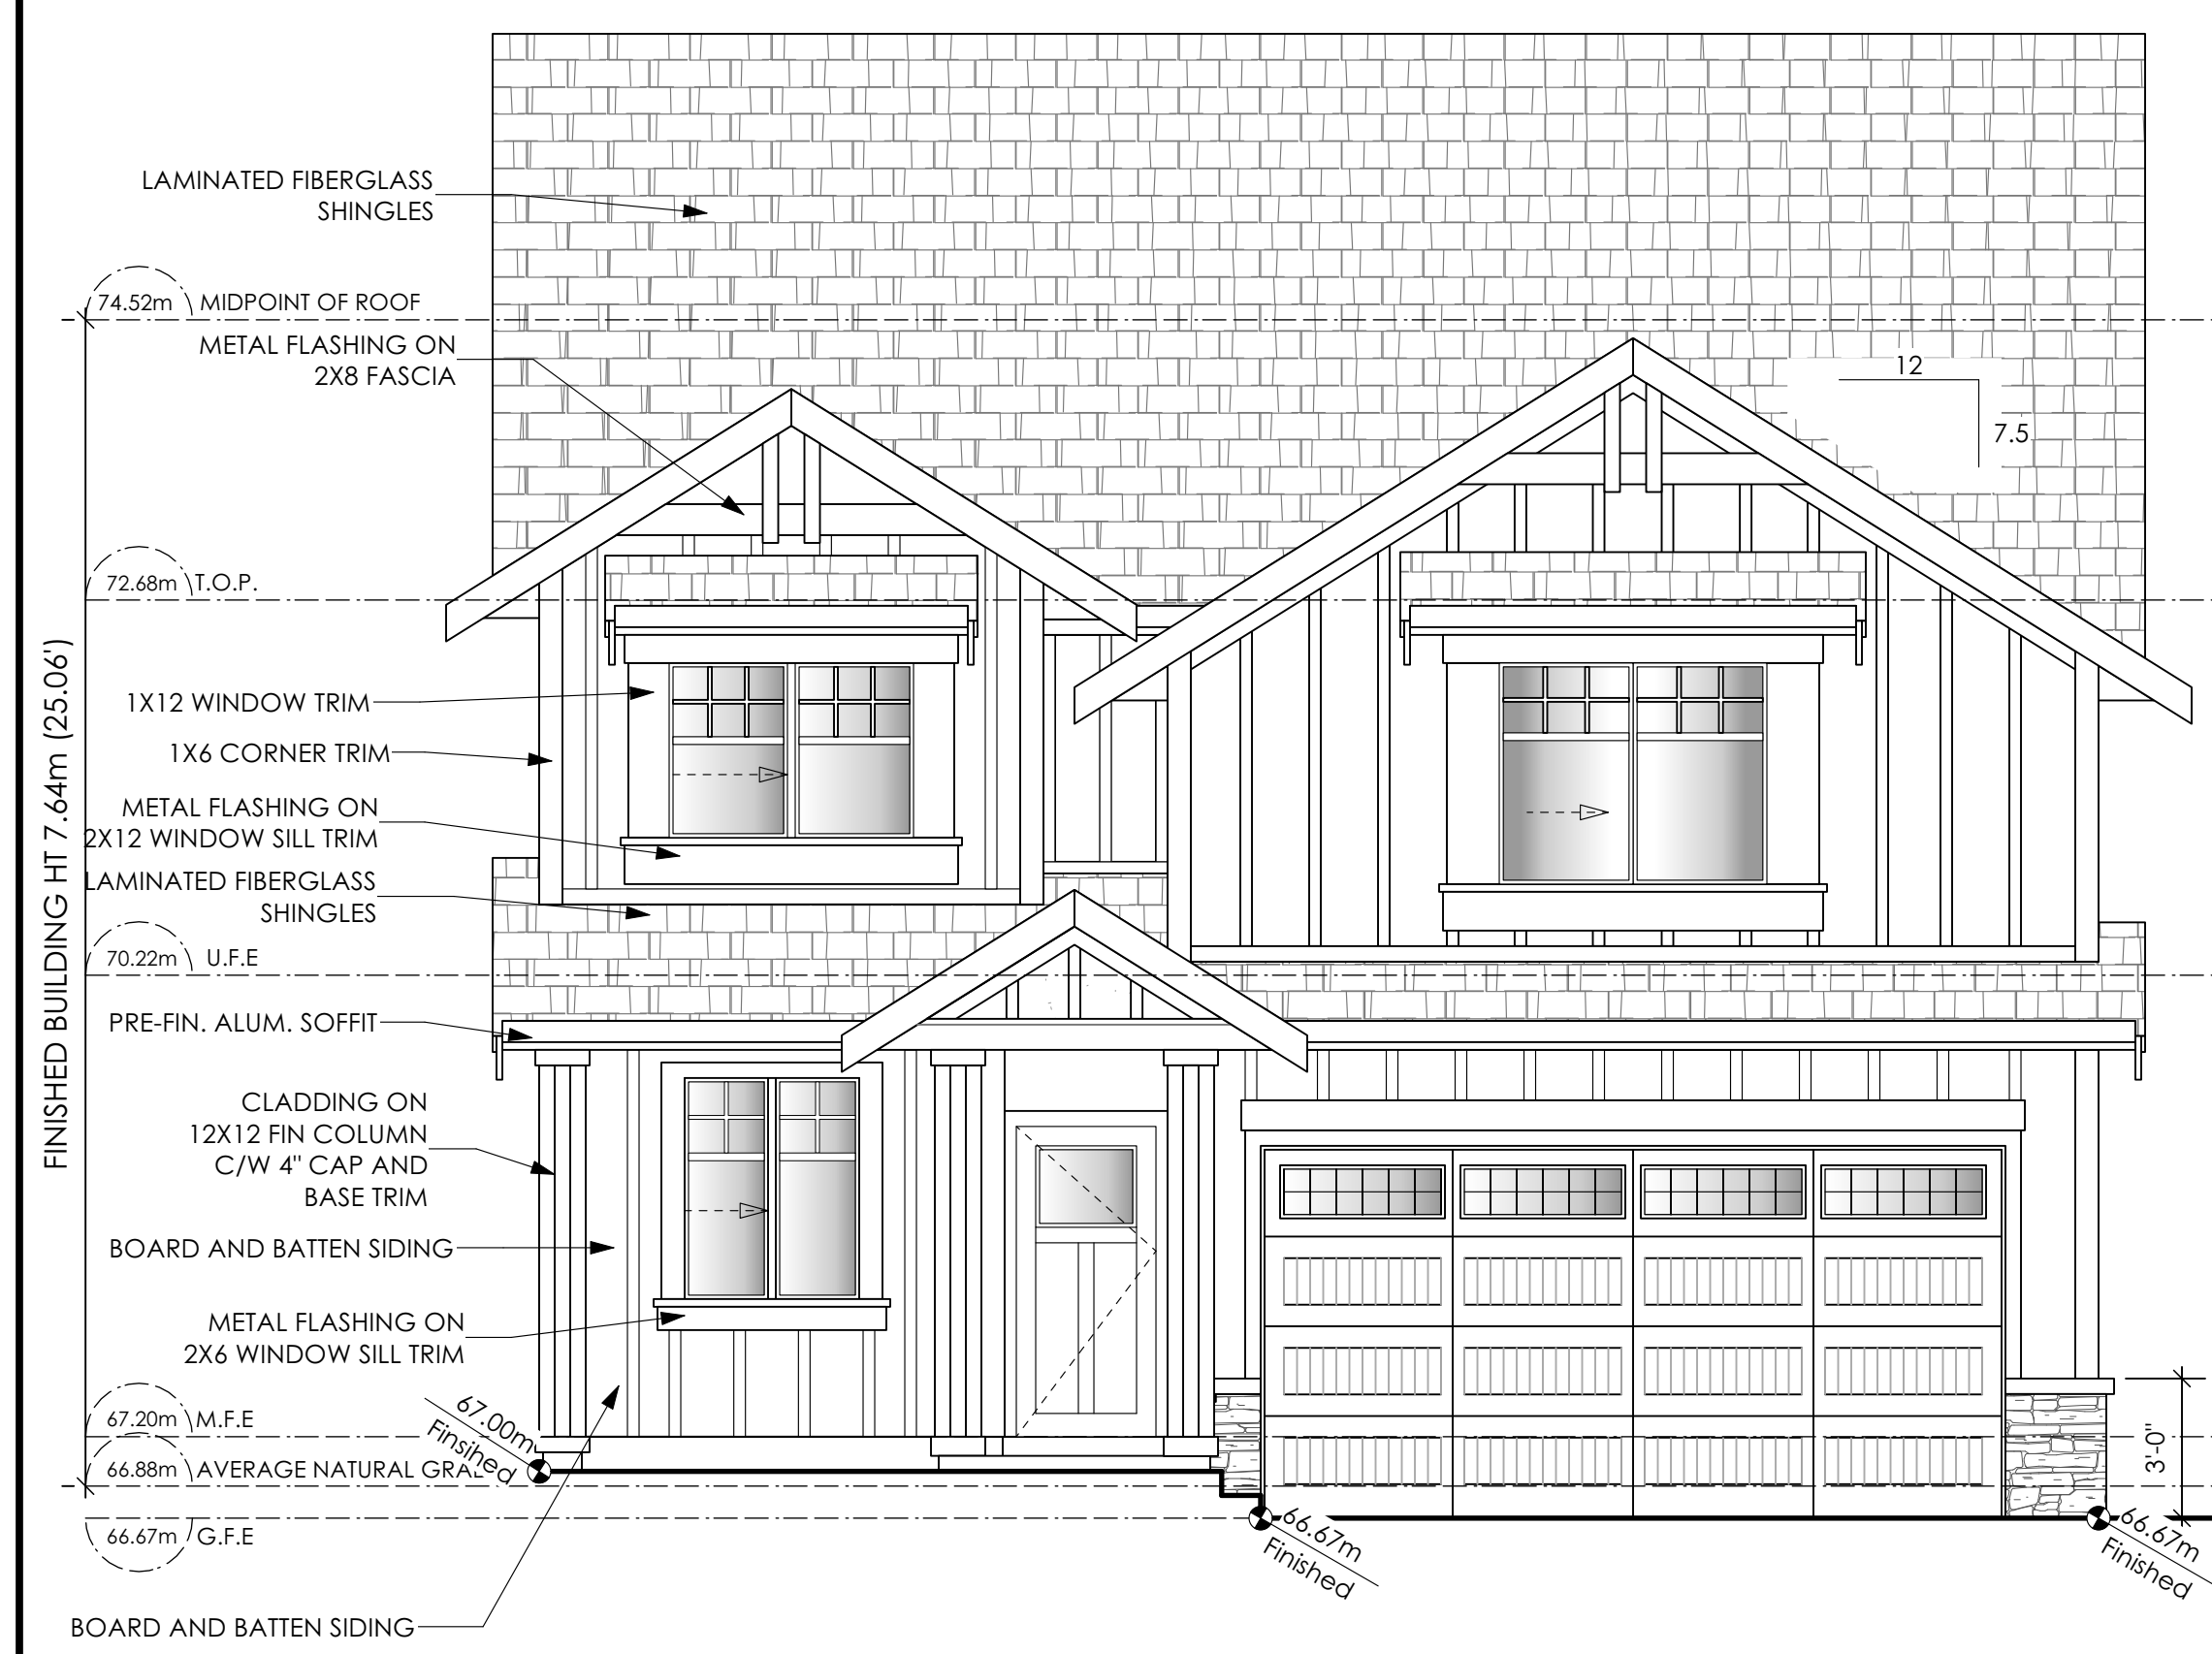 LAMINATED FIBERGLASS
SHINGLES
74.52m MIDPOINT OF ROOF
METAL FLASHING ON
2X8 FASCIA
12
7.5
72.68m T.O.P.
FINISHED BUILDING HT 7.64m (25.06')
1X12 WINDOW TRIM
1X6 CORNER TRIM
METAL FLASHING ON
2X12 WINDOW SILL TRIM
LAMINATED FIBERGLASS
SHINGLES
70.22m U.F.E
PRE-FIN. ALUM. SOFFIT
CLADDING ON
12X12 FIN COLUMN
C/W 4" CAP AND
BASE TRIM
BOARD AND BATTEN SIDING
METAL FLASHING ON
2X6 WINDOW SILL TRIM
67.20m M.F.E
67.00m
Finsihed
66.88m AVERAGE NATURAL
66.67m G.F.E
3'-0"
66.67m
Finished
66.67m
Finished
BOARD AND BATTEN SIDING